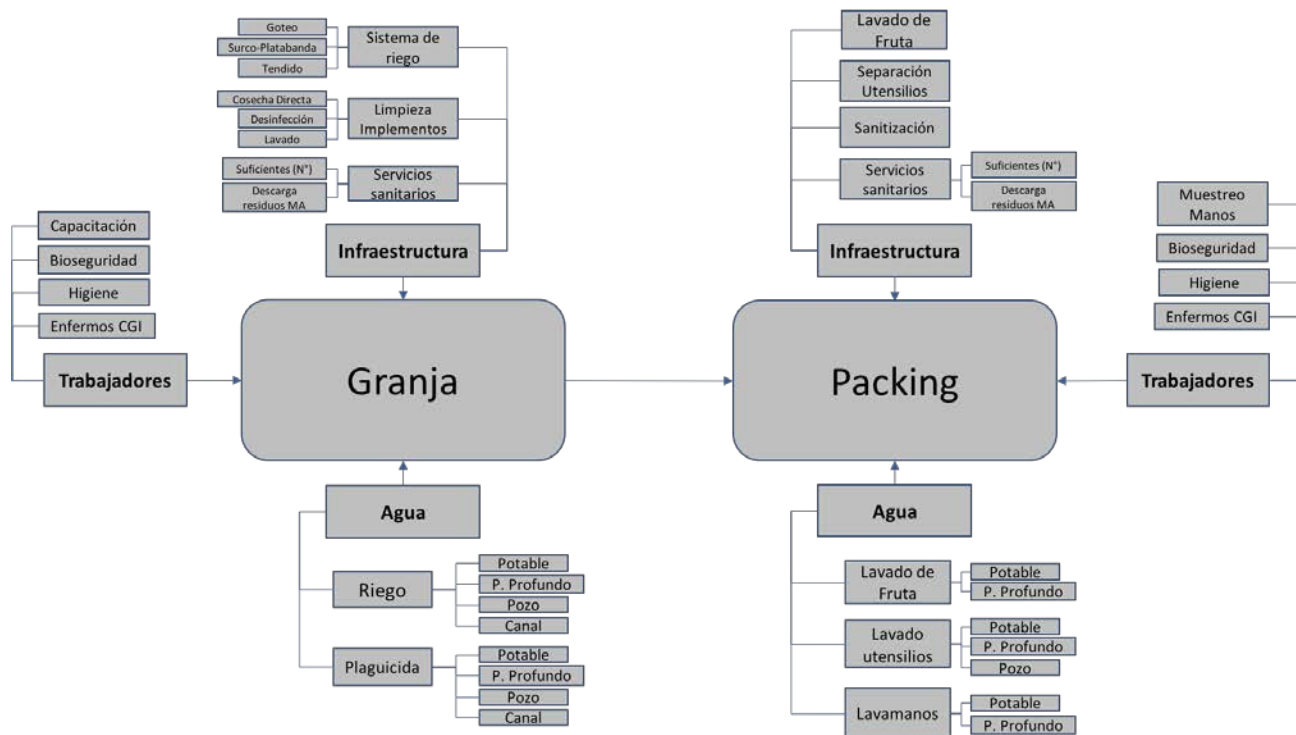 Goteo
Surco-Platabanda
Tendido
Sistema de
riego
Cosecha Directa
Desinfección
Lavado
Limpieza
Implementos
Suficientes (N°)
Descarga
residuos MA
Servicios
sanitarios
Infraestructura
Capacitación
Bioseguridad
Higiene
Enfermos CGI
Trabajadores
Granja
Agua
Riego
Potable
P. Profundo
Pozo
Canal
Plaguicida
Potable
P. Profundo
Pozo
Canal
Lavado de
Fruta
Separación
Utensilios
Sanitización
Servicios
sanitarios
Suficientes (N°)
Descarga
residuos MA
Infraestructura
Muestreo
Manos
Bioseguridad
Higiene
Enfermos CGI
Trabajadores
Packing
Agua
Lavado de
Fruta
Potable
P. Profundo
Lavado
utensilios
Potable
P. Profundo
Pozo
Lavamanos
Potable
P. Profundo